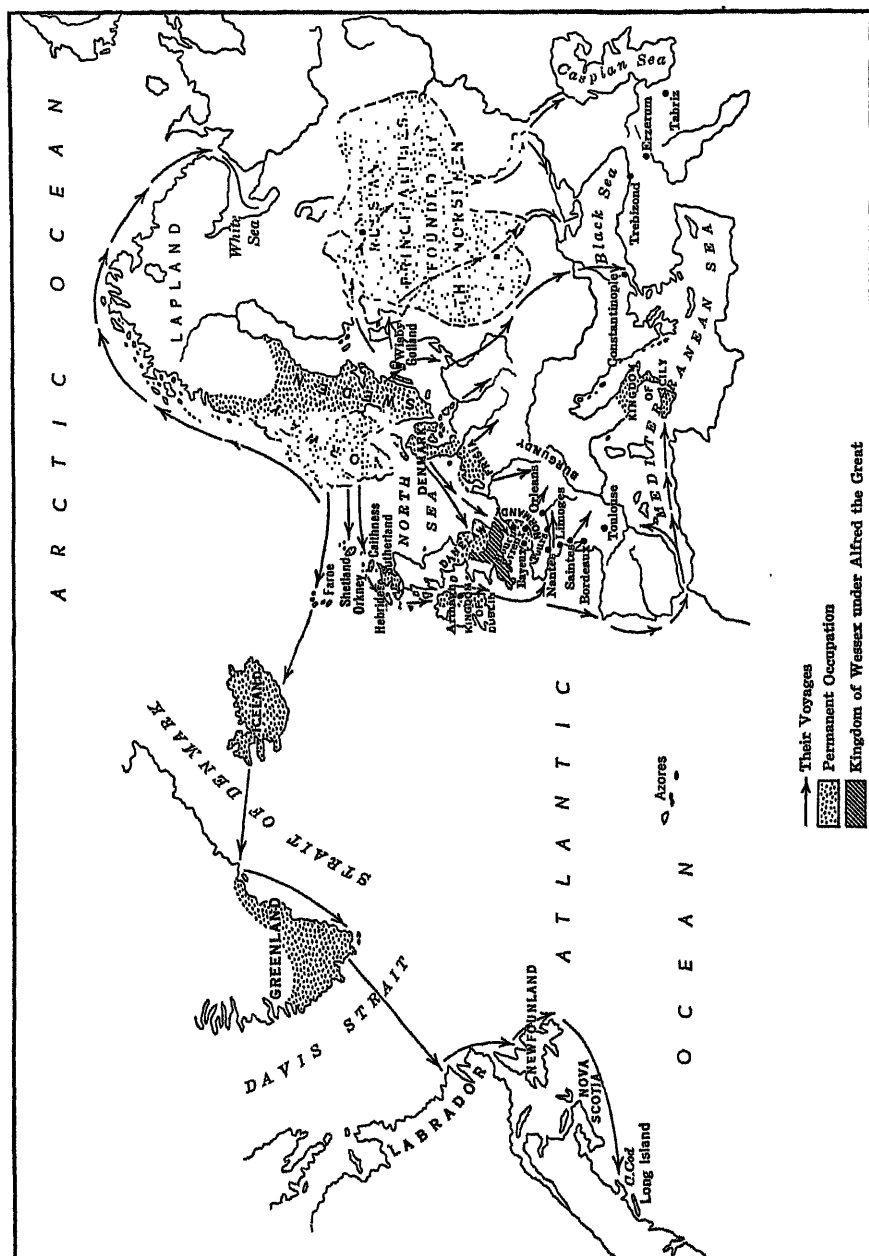 ARCTIC OCEAN
LAPLAND
White
Sea
NORWAY
SWEDEN
RUSSIAN
PRINCIPALITIES
FOUNDED BY
THE NORSEMEN
Caspian Sea
Erzerum
Tabriz
Trebizond
Black Sea
Constantinople
Wisby
Gotland
DENMARK
NORTH
SEA
Faroe
Shetland
Orkney
Caithness
Sutherland
Hebrides
KINGDOM
OF
DUBLIN
BURGUNDY
Bayeux
Orleans
Nantes
Limoges
Saintes
Bordeaux
Toulouse
KINGDOM
OF
SICILY
MEDITERRANEAN SEA
ICELAND
STRAIT OF DENMARK
GREENLAND
DAVIS STRAIT
LABRADOR
NEWFOUNLAND
NOVA
SCOTIA
C.Cod
Long Island
ATLANTIC
OCEAN
Azores
Their Voyages
Permanent Occupation
Kingdom of Wessex under Alfred the Great